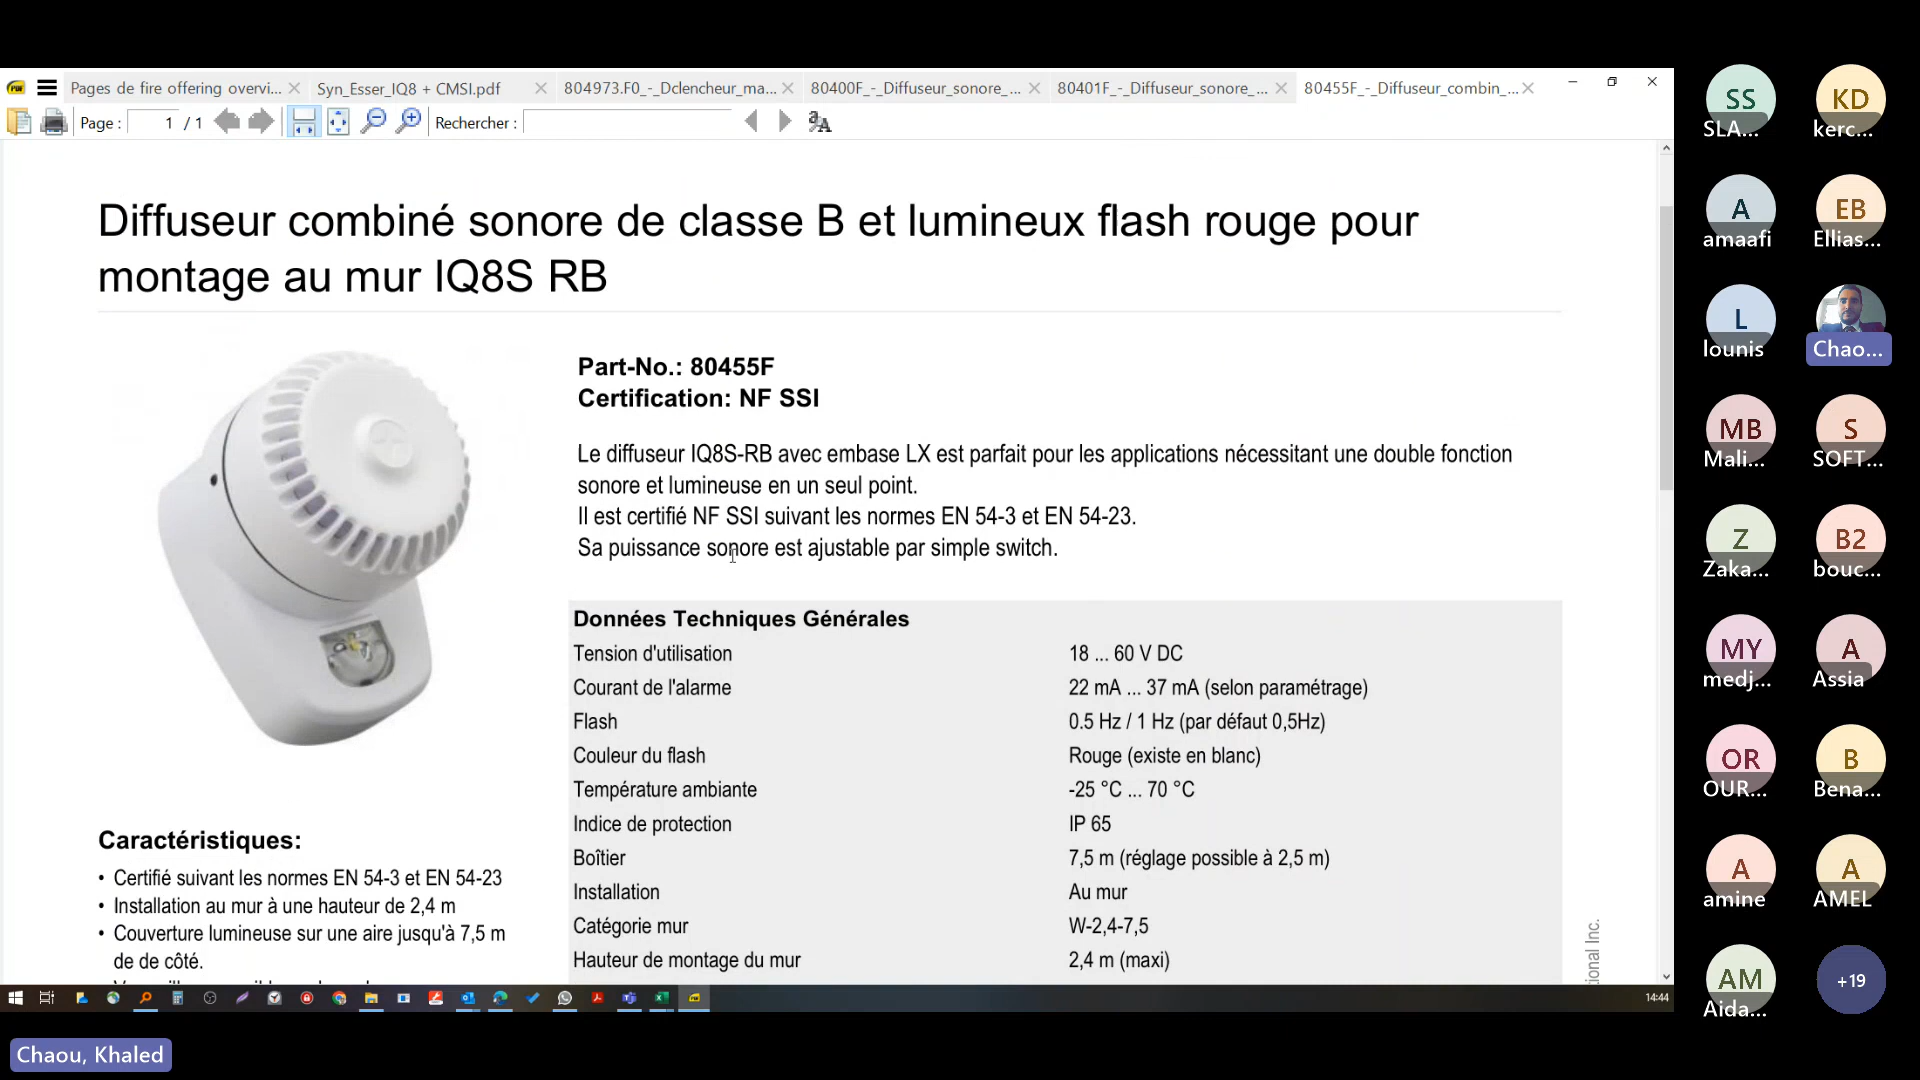 Pages de fire offering overvi...
Syn_Esser_IQ8 + CMSI.pdf
804973.F0_-_Dclencheur_ma...
80400F_-_Diffuseur_sonore_...
80401F_-_Diffuseur_sonore_...
80455F_-_Diffuseur_combin_...
Page :
1 / 1
Rechercher :
Diffuseur combiné sonore de classe B et lumineux flash rouge pour
montage au mur IQ8S RB
Part-No.: 80455F
Certification: NF SSI
Le diffuseur IQ8S-RB avec embase LX est parfait pour les applications nécessitant une double fonction
sonore et lumineuse en un seul point.
Il est certifié NF SSI suivant les normes EN 54-3 et EN 54-23.
Sa puissance sonore est ajustable par simple switch.
Données Techniques Générales
Tension d'utilisation 18 ... 60 V DC
Courant de l'alarme 22 mA ... 37 mA (selon paramétrage)
Flash 0.5 Hz / 1 Hz (par défaut 0,5Hz)
Couleur du flash Rouge (existe en blanc)
Température ambiante -25 °C ... 70 °C
Indice de protection IP 65
Boîtier 7,5 m (réglage possible à 2,5 m)
Installation Au mur
Catégorie mur W-2,4-7,5
Hauteur de montage du mur 2,4 m (maxi)
Caractéristiques:
• Certifié suivant les normes EN 54-3 et EN 54-23
• Installation au mur à une hauteur de 2,4 m
• Couverture lumineuse sur une aire jusqu'à 7,5 m
de de côté.
tional Inc.
14:44
Chaou, Khaled
SS
SLA...
KD
kerc...
A
amaafi
EB
Ellias...
L
lounis
Chao...
MB
Mali...
S
SOFT...
Z
Zaka...
B2
bouc...
MY
medj...
A
Assia
OR
OUR...
B
Bena...
A
amine
A
AMEL
AM
Aida...
+19